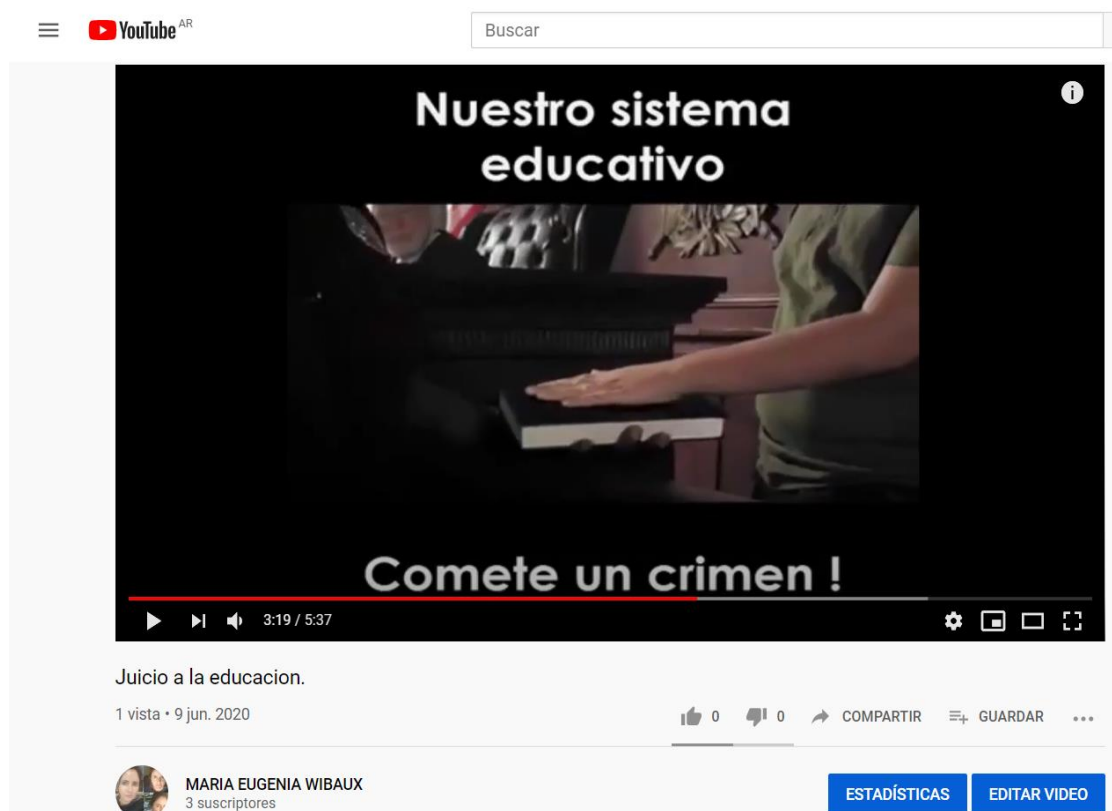 YouTube AR
Buscar
Nuestro sistema
educativo
Comete un crimen !
3:19 / 5:37
Juicio a la educacion.
1 vista • 9 jun. 2020
0 0 COMPARTIR GUARDAR
MARIA EUGENIA WIBAUX
3 suscriptores
ESTADÍSTICAS EDITAR VIDEO